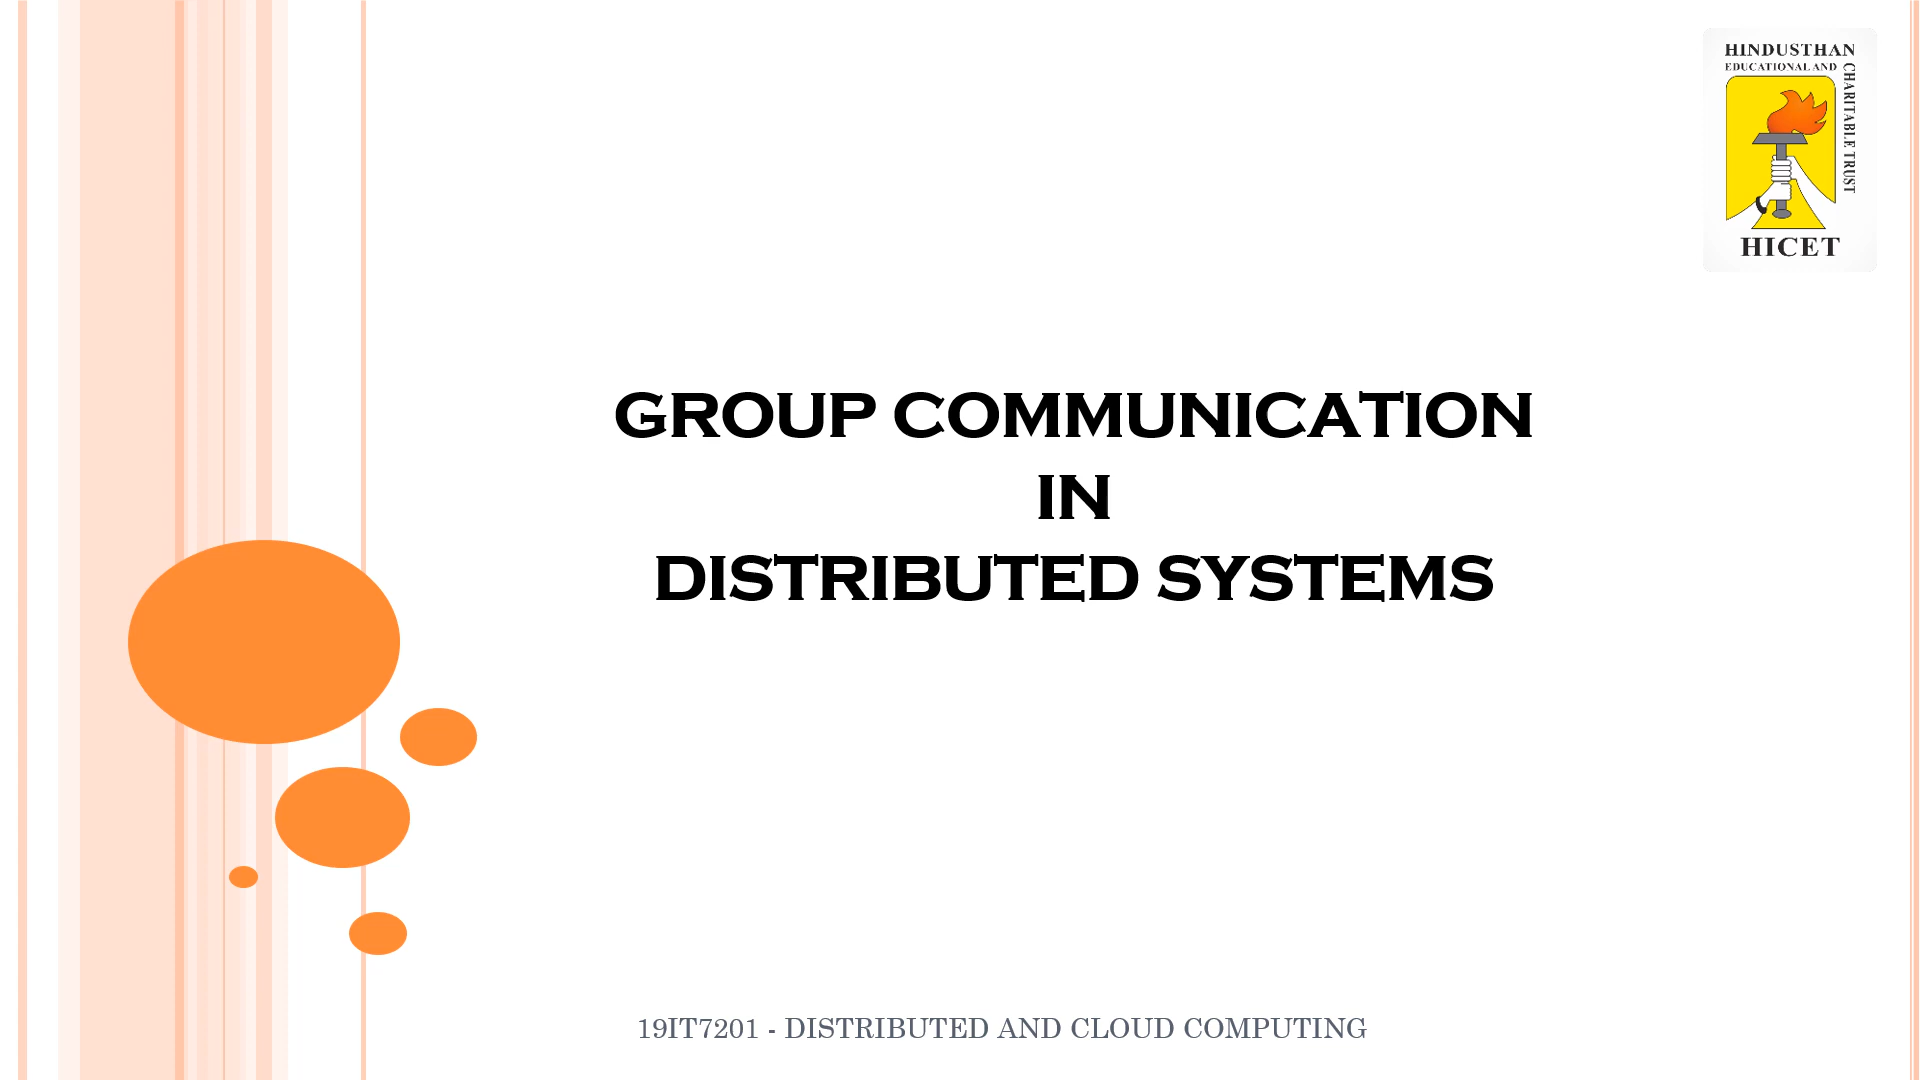 HINDUSTHAN
EDUCATIONAL AND
CHARITABLE TRUST
HICET
GROUP COMMUNICATION
IN
DISTRIBUTED SYSTEMS
19IT7201 - DISTRIBUTED AND CLOUD COMPUTING